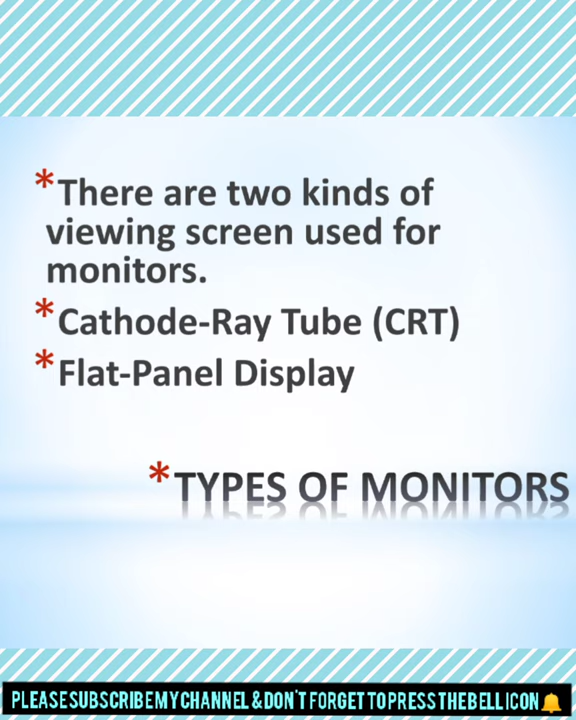 *There are two kinds of
viewing screen used for
monitors.
*Cathode-Ray Tube (CRT)
*Flat-Panel Display
*TYPES OF MONITORS
PLEASE SUBSCRIBE MY CHANNEL & DON'T FORGET TO PRESS THE BELL ICON🔔